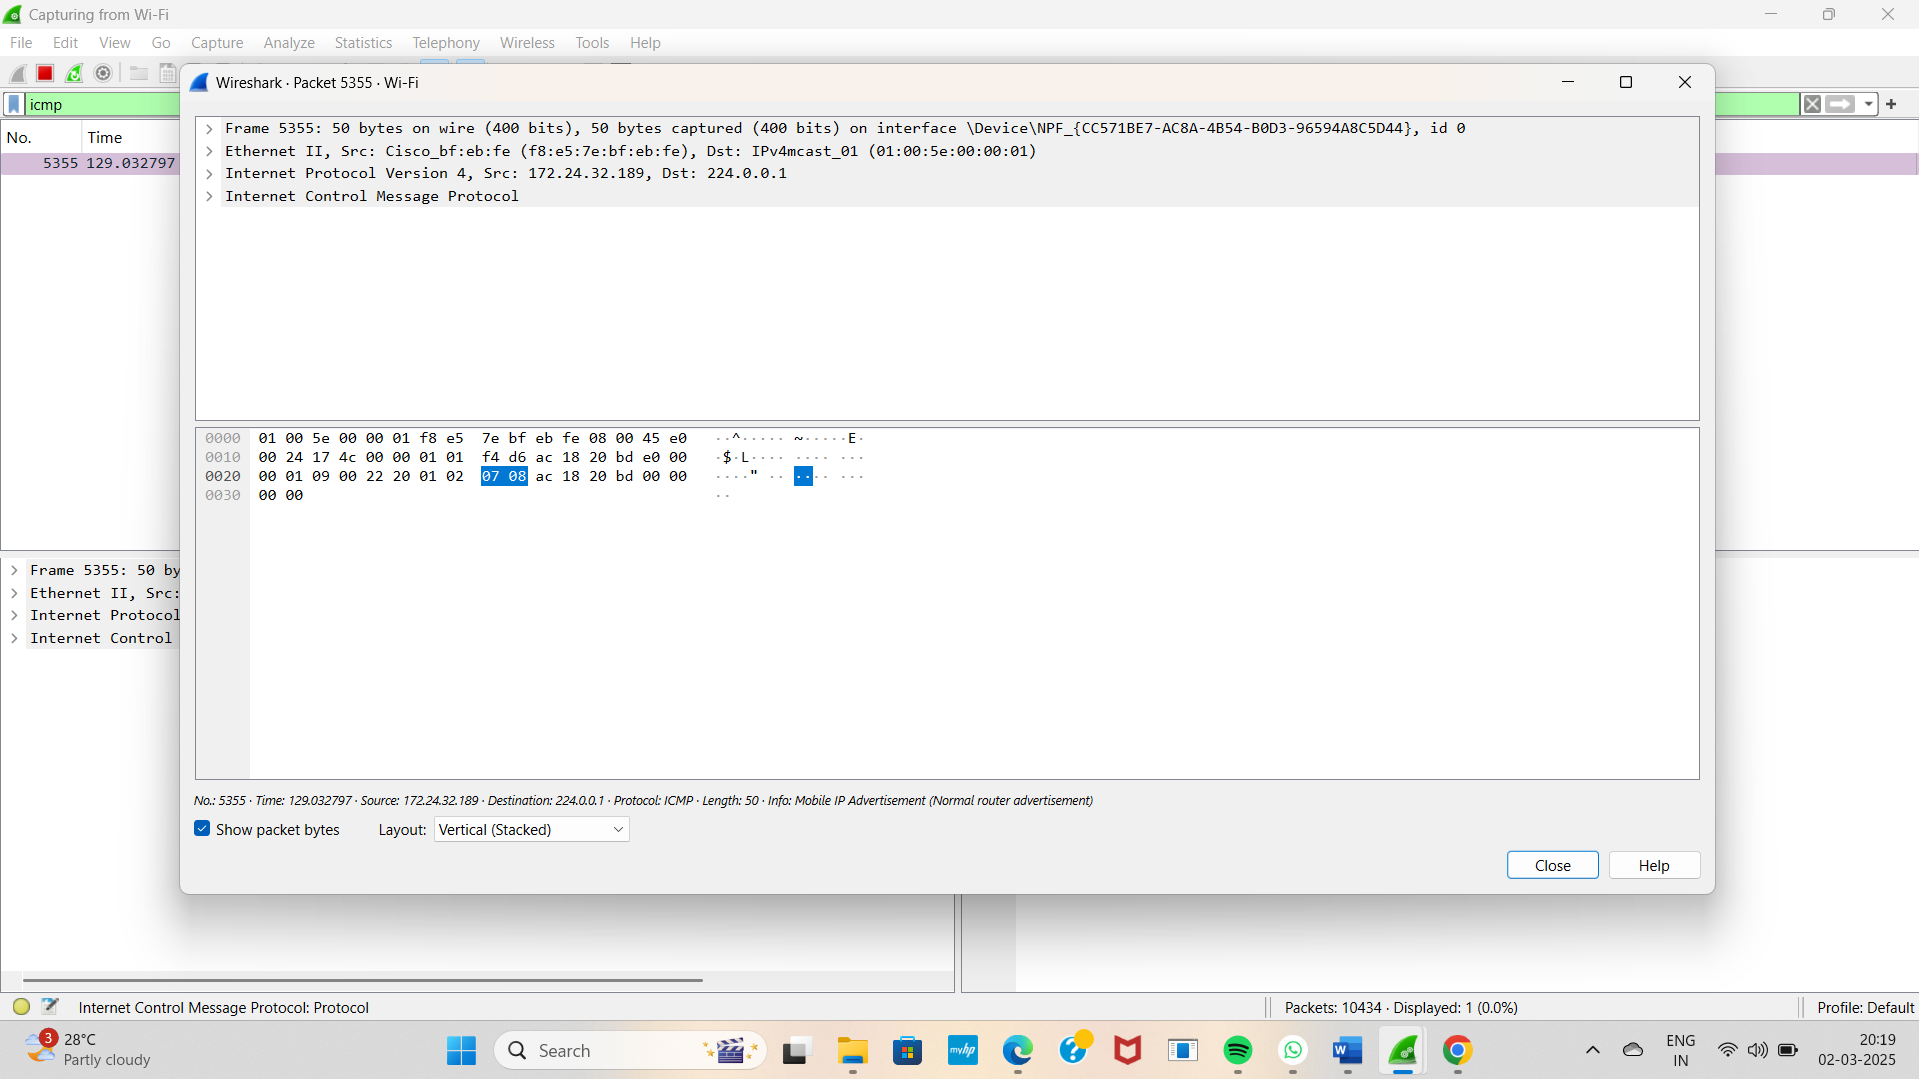 Capturing from Wi-Fi
File Edit View Go Capture Analyze Statistics Telephony Wireless Tools Help
Wireshark · Packet 5355 · Wi-Fi
icmp
No. Time
5355 129.032797
Frame 5355: 50 bytes on wire (400 bits), 50 bytes captured (400 bits) on interface \Device\NPF_{CC571BE7-AC8A-4B54-B0D3-96594A8C5D44}, id 0
Ethernet II, Src: Cisco_bf:eb:fe (f8:e5:7e:bf:eb:fe), Dst: IPv4mcast_01 (01:00:5e:00:00:01)
Internet Protocol Version 4, Src: 172.24.32.189, Dst: 224.0.0.1
Internet Control Message Protocol
0000 01 00 5e 00 00 01 f8 e5 7e bf eb fe 08 00 45 e0 ··^····· ~·····E·
0010 00 24 17 4c 00 00 01 01 f4 d6 ac 18 20 bd e0 00 ·$·L···· ···· ···
0020 00 01 09 00 22 20 01 02 07 08 ac 18 20 bd 00 00 ····" ·· ···· ···
0030 00 00 ··
Frame 5355: 50 by
Ethernet II, Src:
Internet Protocol
Internet Control
No.: 5355 · Time: 129.032797 · Source: 172.24.32.189 · Destination: 224.0.0.1 · Protocol: ICMP · Length: 50 · Info: Mobile IP Advertisement (Normal router advertisement)
Show packet bytes Layout: Vertical (Stacked)
Close Help
Internet Control Message Protocol: Protocol Packets: 10434 · Displayed: 1 (0.0%) Profile: Default
3 28°C
Partly cloudy
Search
myhp
ENG
IN
20:19
02-03-2025